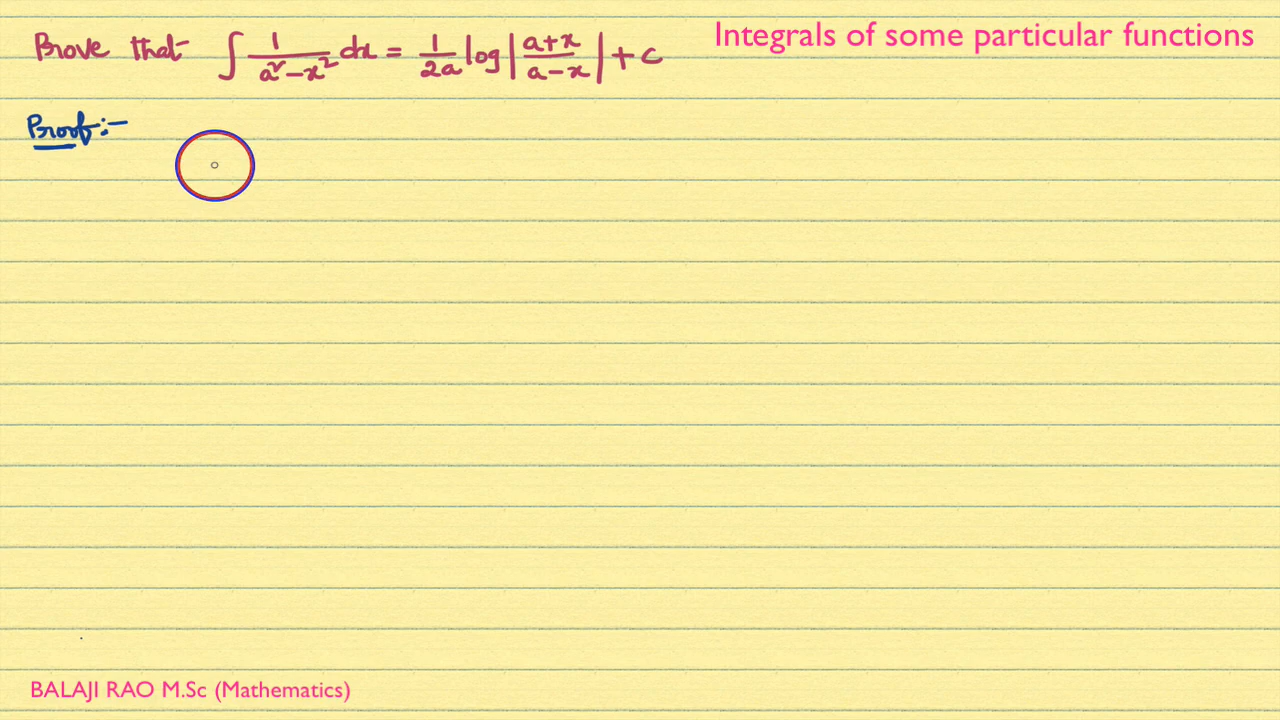 Integrals of some particular functions
Prove that ∫ 1/(a²-x²) dx = 1/2a log |a+x/a-x| + c
Proof:-
BALAJI RAO M.Sc (Mathematics)